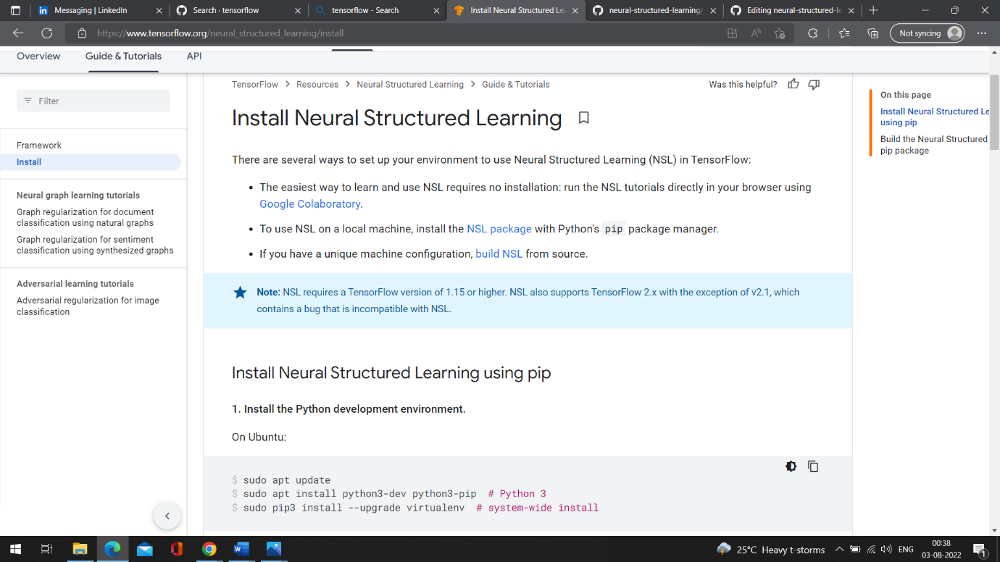 Messaging | LinkedIn
Search · tensorflow
tensorflow - Search
Install Neural Structured Le
neural-structured-learning/
Editing neural-structured-le
https://www.tensorflow.org/neural_structured_learning/install
Not syncing
Overview
Guide & Tutorials
API
Filter
Framework
Install
Neural graph learning tutorials
Graph regularization for document
classification using natural graphs
Graph regularization for sentiment
classification using synthesized graphs
Adversarial learning tutorials
Adversarial regularization for image
classification
TensorFlow > Resources > Neural Structured Learning > Guide & Tutorials
Was this helpful?
Install Neural Structured Learning
There are several ways to set up your environment to use Neural Structured Learning (NSL) in TensorFlow:
• The easiest way to learn and use NSL requires no installation: run the NSL tutorials directly in your browser using
Google Colaboratory.
• To use NSL on a local machine, install the NSL package with Python's pip package manager.
• If you have a unique machine configuration, build NSL from source.
Note: NSL requires a TensorFlow version of 1.15 or higher. NSL also supports TensorFlow 2.x with the exception of v2.1, which
contains a bug that is incompatible with NSL.
Install Neural Structured Learning using pip
1. Install the Python development environment.
On Ubuntu:
$ sudo apt update
$ sudo apt install python3-dev python3-pip # Python 3
$ sudo pip3 install --upgrade virtualenv # system-wide install
On this page
Install Neural Structured Le
using pip
Build the Neural Structured
pip package
25°C Heavy t-storms
ENG
00:38
03-08-2022
1